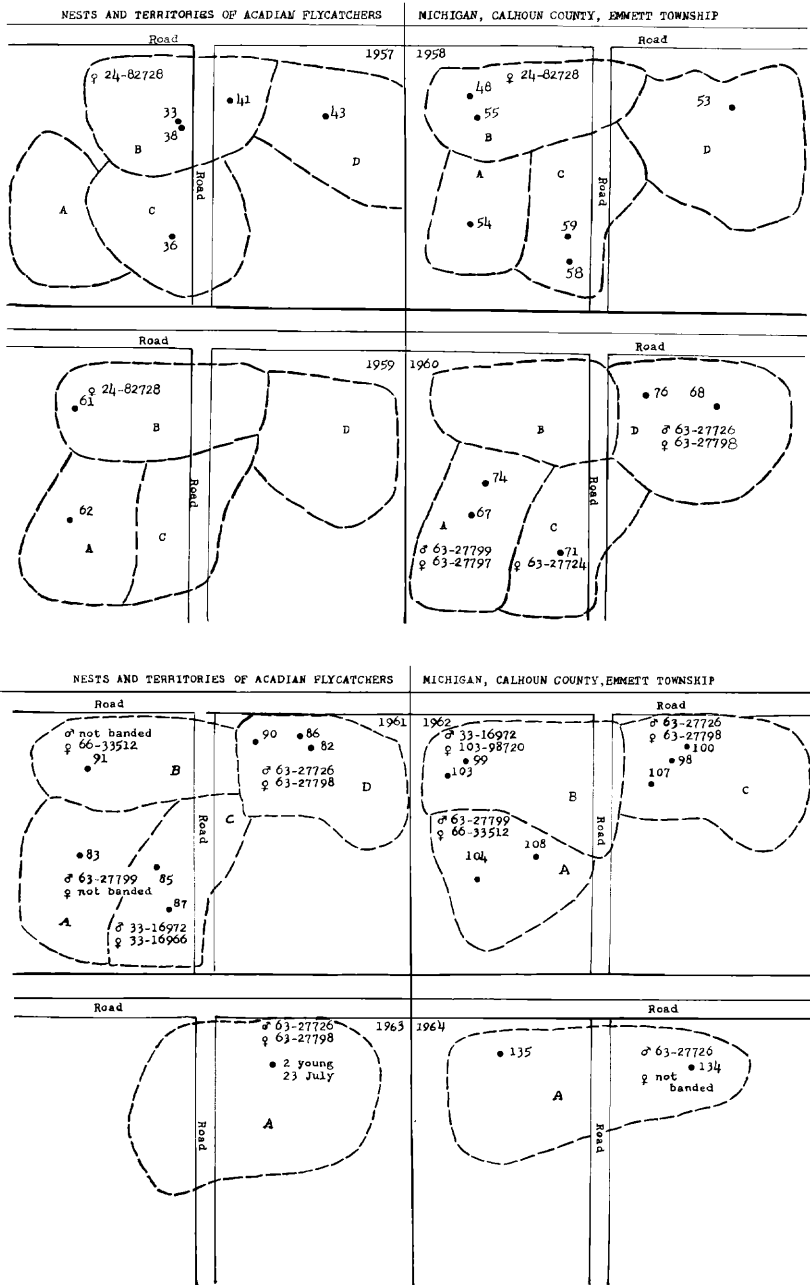 NESTS AND TERRITORIES OF ACADIAN FLYCATCHERS
MICHIGAN, CALHOUN COUNTY, EMMETT TOWNSHIP
Road
1957
♀ 24-82728
33
38
41
43
B
D
A
C
36
Road
1958
Road
48
♀ 24-82728
55
B
53
D
A
C
54
59
58
Road
Road
1959
♀ 24-82728
61
B
D
62
A
C
Road
1960
Road
B
76
68
D
♂ 63-27726
♀ 63-27798
74
67
A
♂ 63-27799
♀ 63-27797
C
71
♀ 63-27724
Road
NESTS AND TERRITORIES OF ACADIAN FLYCATCHERS
MICHIGAN, CALHOUN COUNTY, EMMETT TOWNSHIP
Road
1961
♂ not banded
♀ 66-33512
91
B
90
86
82
♂ 63-27726
♀ 63-27798
D
C
83
♂ 63-27799
♀ not banded
A
85
87
♂ 33-16972
♀ 33-16966
Road
1962
Road
♂ 33-16972
♀ 103-98720
99
103
B
♂ 63-27726
♀ 63-27798
100
98
107
C
♂ 63-27799
♀ 66-33512
104
108
A
Road
Road
1963
♂ 63-27726
♀ 63-27798
2 young
23 July
A
Road
1964
Road
135
♂ 63-27726
134
♀ not
banded
A
Road